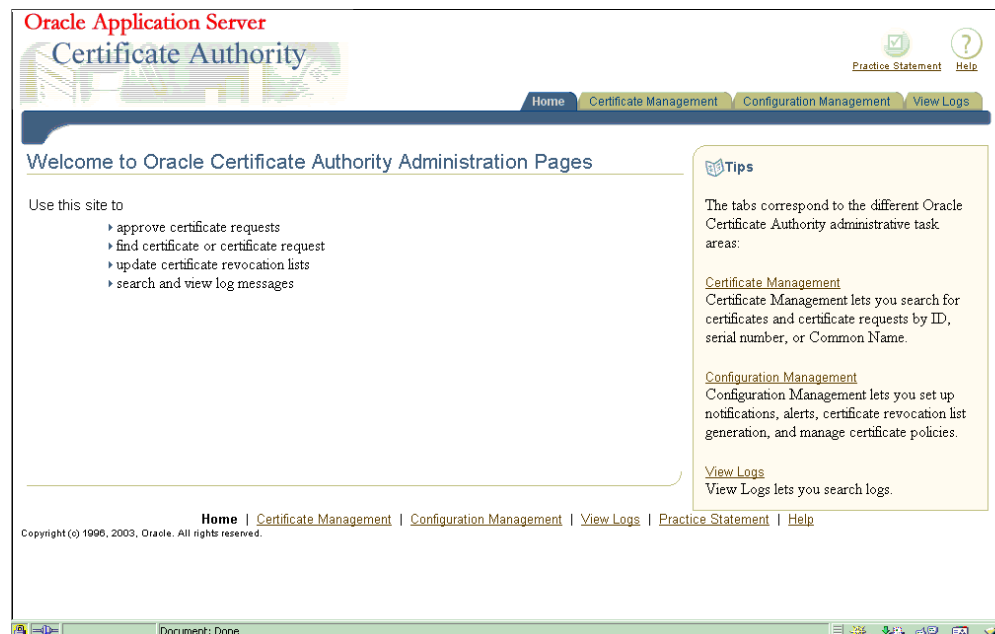 Oracle Application Server
Certificate Authority
Practice Statement
Help
Home
Certificate Management
Configuration Management
View Logs
Welcome to Oracle Certificate Authority Administration Pages
Use this site to
approve certificate requests
find certificate or certificate request
update certificate revocation lists
search and view log messages
Tips
The tabs correspond to the different Oracle
Certificate Authority administrative task
areas:
Certificate Management
Certificate Management lets you search for
certificates and certificate requests by ID,
serial number, or Common Name.
Configuration Management
Configuration Management lets you set up
notifications, alerts, certificate revocation list
generation, and manage certificate policies.
View Logs
View Logs lets you search logs.
Home | Certificate Management | Configuration Management | View Logs | Practice Statement | Help
Copyright (c) 1996, 2003, Oracle. All rights reserved.
Document: Done